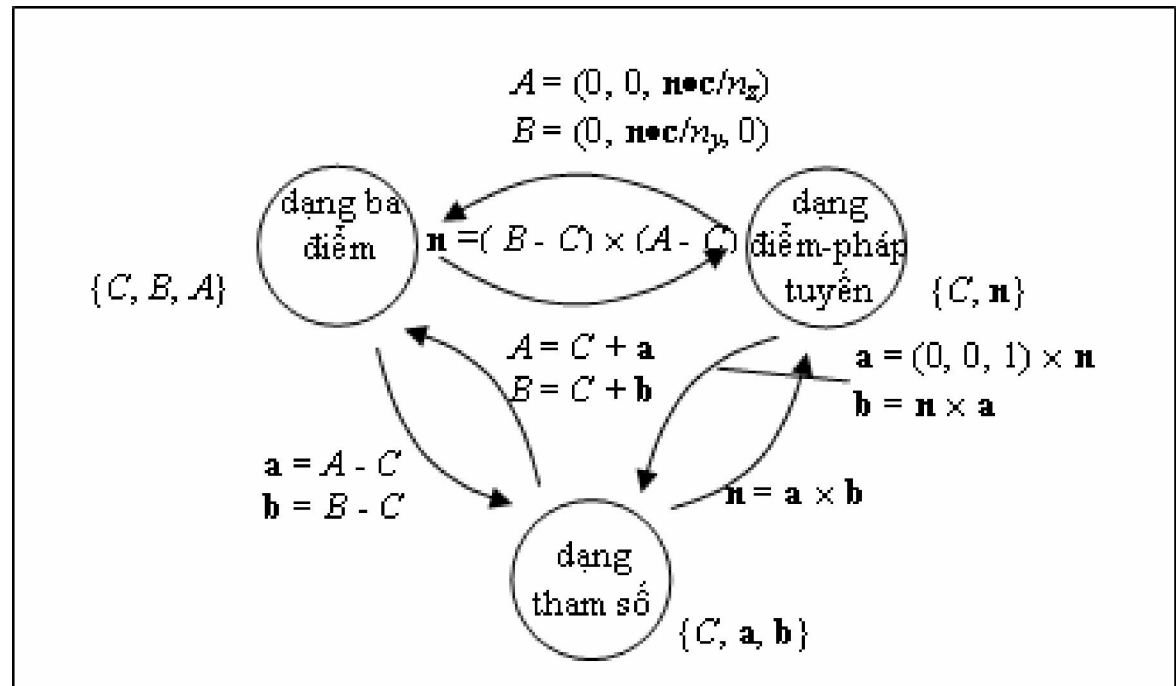 A = (0, 0, n•c/n_z)
B = (0, n•c/n_y, 0)
dạng ba
điểm
{C, B, A}
n =( B - C) × (A - C)
dạng
điểm-pháp
tuyến
{C, n}
A = C + a
B = C + b
a = (0, 0, 1) × n
b = n × a
a = A - C
b = B - C
n = a × b
dạng
tham số
{C, a, b}